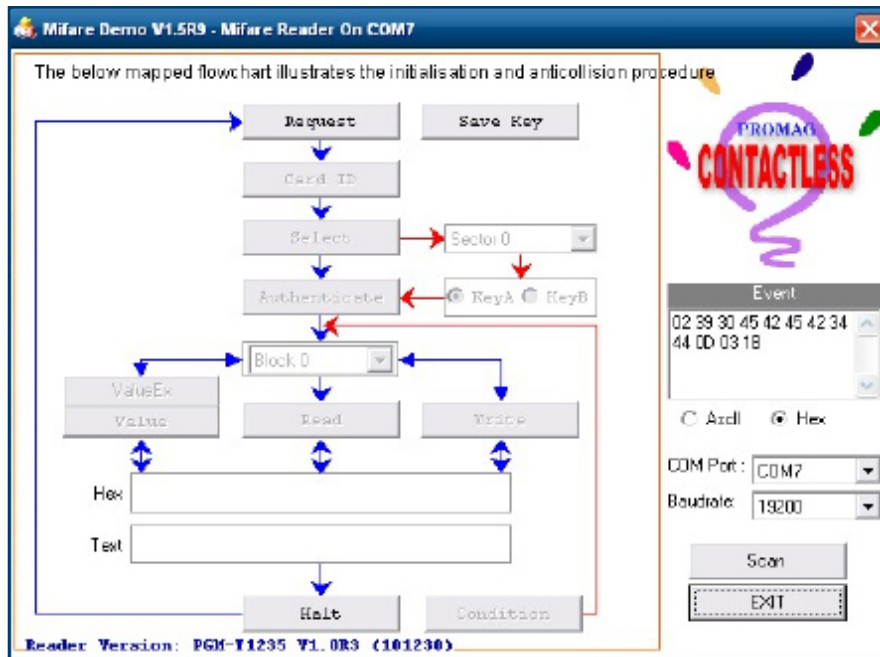 Mifare Demo V1.5R9 - Mifare Reader On COM7
The below mapped flowchart illustrates the initialisation and anticollision procedure
Request
Save Key
Card ID
Select
Sector 0
Authenticate
KeyA
KeyB
Block 0
ValueEx
Value
Read
Write
Hex
Text
Halt
Condition
Reader Version: PGM-T1235 V1.0R3 (101230)
PROMAG
CONTACTLESS
Event
02 39 30 45 42 45 42 34
44 0D 03 1B
AscII
Hex
COM Port :
COM7
Baudrate:
19200
Scan
EXIT